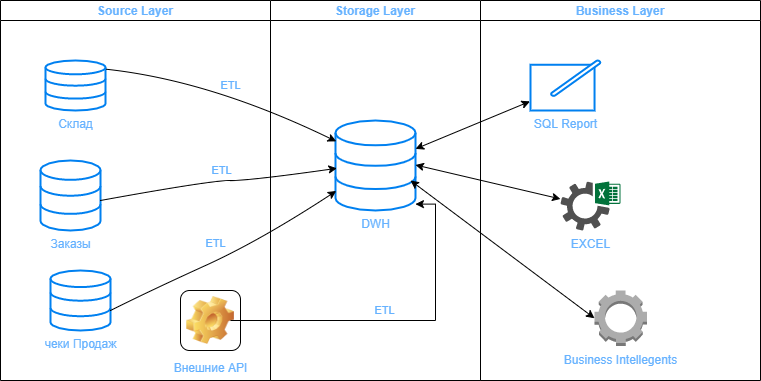 Source Layer
Storage Layer
Business Layer
ETL
Склад
SQL Report
ETL
DWH
Заказы
ETL
X
EXCEL
чеки Продаж
ETL
Внешние API
Business Intellegents